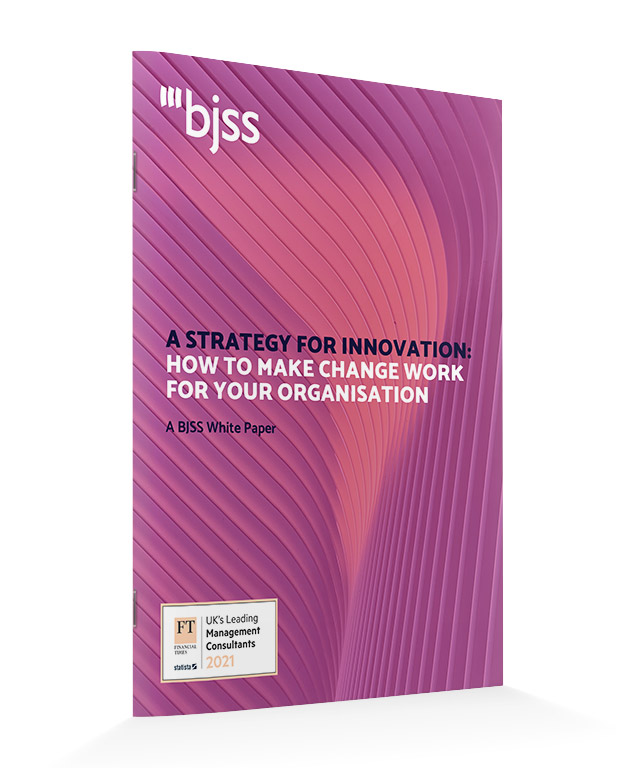 bjss
A STRATEGY FOR INNOVATION:
HOW TO MAKE CHANGE WORK
FOR YOUR ORGANISATION
A BJSS White Paper
FT
FINANCIAL
TIMES
statista
UK's Leading
Management
Consultants
2021